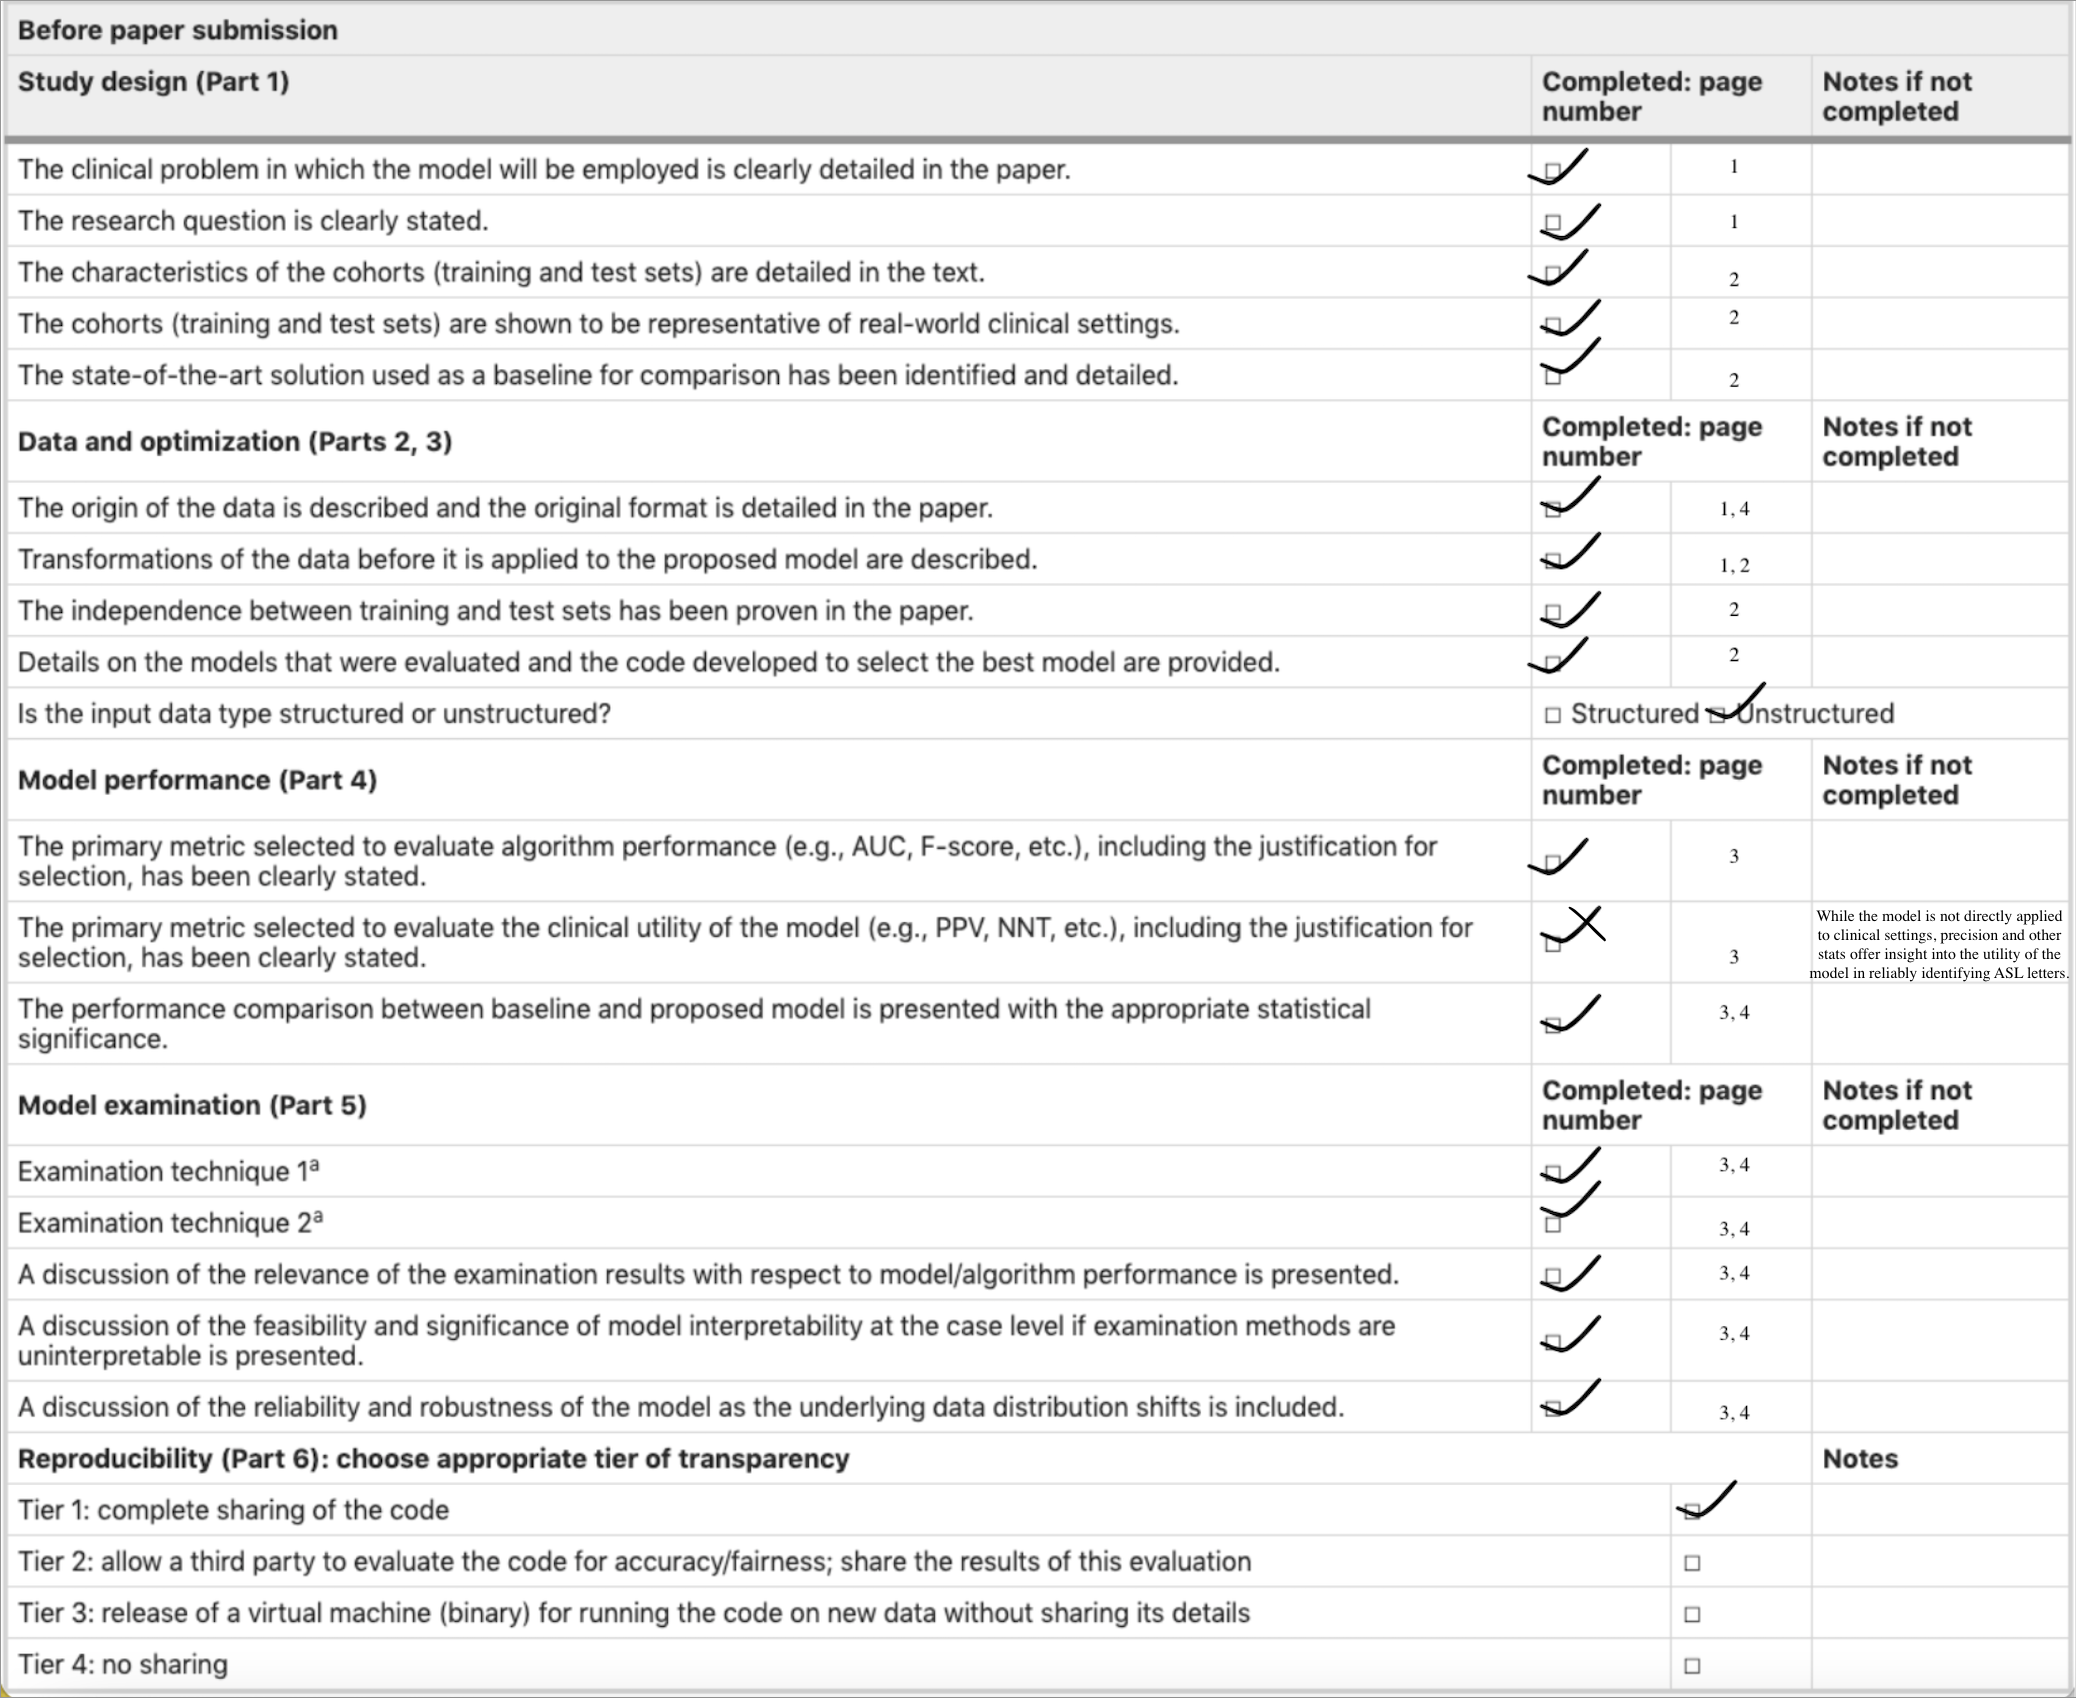 Before paper submission
Study design (Part 1) Completed: page Notes if not
number completed
The clinical problem in which the model will be employed is clearly detailed in the paper. □ 1
The research question is clearly stated. □ 1
The characteristics of the cohorts (training and test sets) are detailed in the text. □ 2
The cohorts (training and test sets) are shown to be representative of real-world clinical settings. □ 2
The state-of-the-art solution used as a baseline for comparison has been identified and detailed. □ 2
Data and optimization (Parts 2, 3) Completed: page Notes if not
number completed
The origin of the data is described and the original format is detailed in the paper. □ 1, 4
Transformations of the data before it is applied to the proposed model are described. □ 1, 2
The independence between training and test sets has been proven in the paper. □ 2
Details on the models that were evaluated and the code developed to select the best model are provided. □ 2
Is the input data type structured or unstructured? □ Structured □ Unstructured
Model performance (Part 4) Completed: page Notes if not
number completed
The primary metric selected to evaluate algorithm performance (e.g., AUC, F-score, etc.), including the justification for
selection, has been clearly stated. □ 3
The primary metric selected to evaluate the clinical utility of the model (e.g., PPV, NNT, etc.), including the justification for
selection, has been clearly stated. □ 3
While the model is not directly applied
to clinical settings, precision and other
stats offer insight into the utility of the
model in reliably identifying ASL letters.
The performance comparison between baseline and proposed model is presented with the appropriate statistical
significance. □ 3, 4
Model examination (Part 5) Completed: page Notes if not
number completed
Examination technique 1ª □ 3, 4
Examination technique 2ª □ 3, 4
A discussion of the relevance of the examination results with respect to model/algorithm performance is presented. □ 3, 4
A discussion of the feasibility and significance of model interpretability at the case level if examination methods are
uninterpretable is presented. □ 3, 4
A discussion of the reliability and robustness of the model as the underlying data distribution shifts is included. □ 3, 4
Reproducibility (Part 6): choose appropriate tier of transparency Notes
Tier 1: complete sharing of the code □
Tier 2: allow a third party to evaluate the code for accuracy/fairness; share the results of this evaluation □
Tier 3: release of a virtual machine (binary) for running the code on new data without sharing its details □
Tier 4: no sharing □